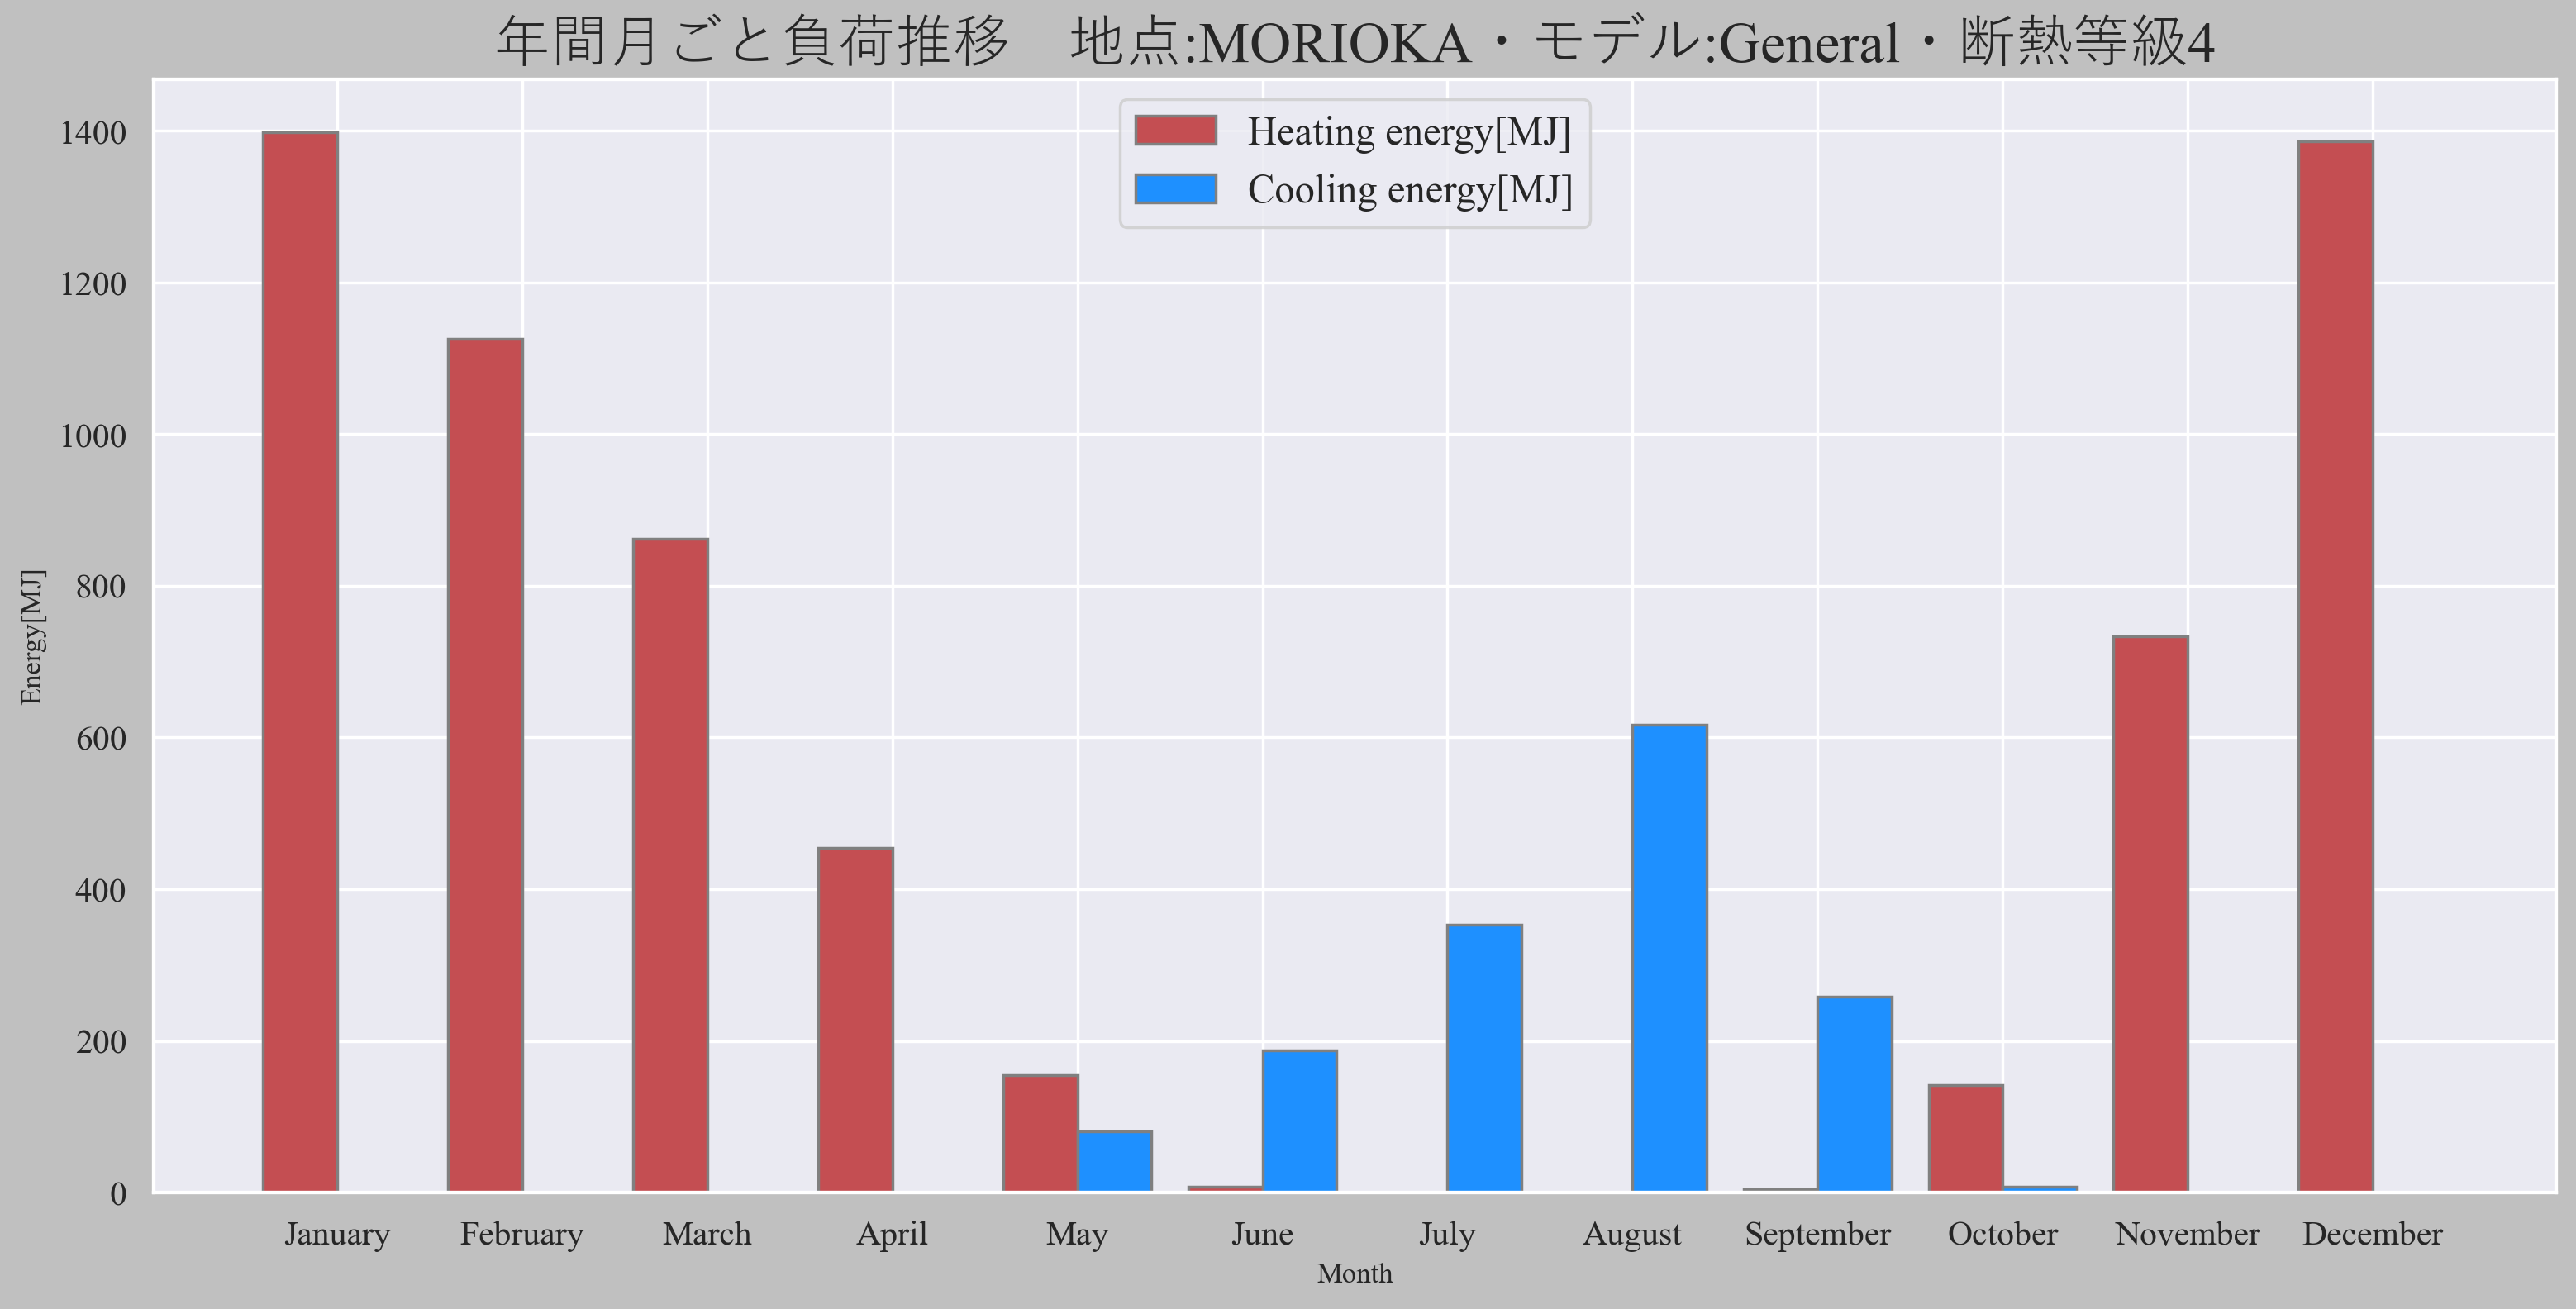 年間月ごと負荷推移　地点:MORIOKA・モデル:General・断熱等級4
Heating energy[MJ]
Cooling energy[MJ]
Energy[MJ]
1400
1200
1000
800
600
400
200
0
January February March April May June July August September October November December
Month